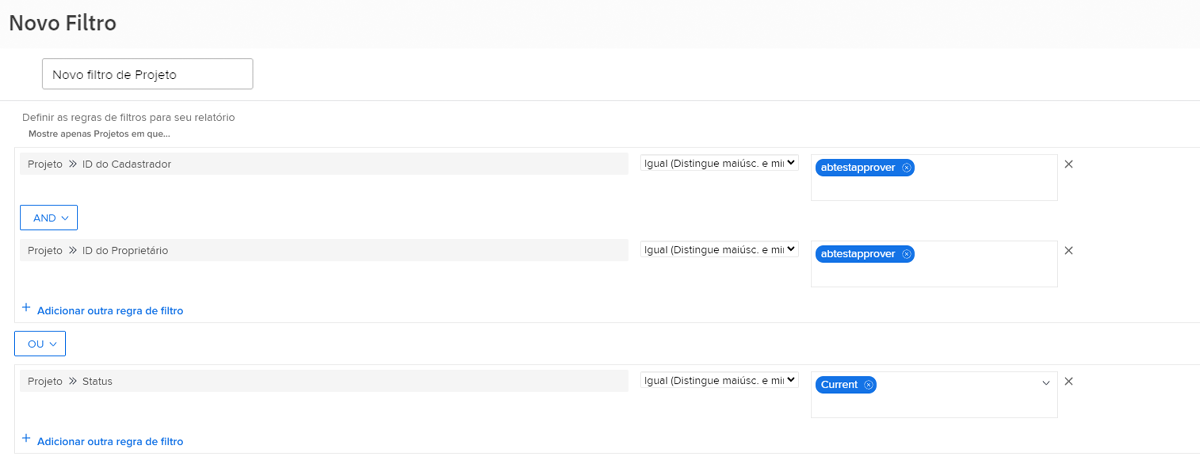 Novo Filtro
Novo filtro de Projeto
Definir as regras de filtros para seu relatório
Mostre apenas Projetos em que...
Projeto » ID do Cadastrador Igual (Distingue maiúsc. e mi abtestapprover
AND
Projeto » ID do Proprietário Igual (Distingue maiúsc. e mi abtestapprover
+ Adicionar outra regra de filtro
OU
Projeto » Status Igual (Distingue maiúsc. e mi Current
+ Adicionar outra regra de filtro